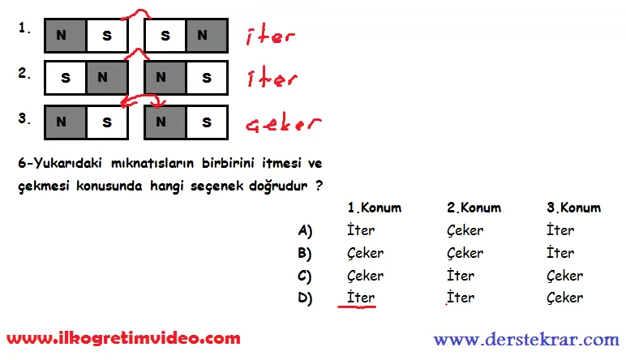 1. N S S N iter
2. S N N S iter
3. N S N S çeker
6-Yukarıdaki mıknatısların birbirini itmesi ve
çekmesi konusunda hangi seçenek doğrudur ?
1.Konum 2.Konum 3.Konum
A) İter Çeker İter
B) Çeker Çeker İter
C) Çeker İter Çeker
D) İter İter Çeker
www.ilkogretimvideo.com www.derstekrar.com